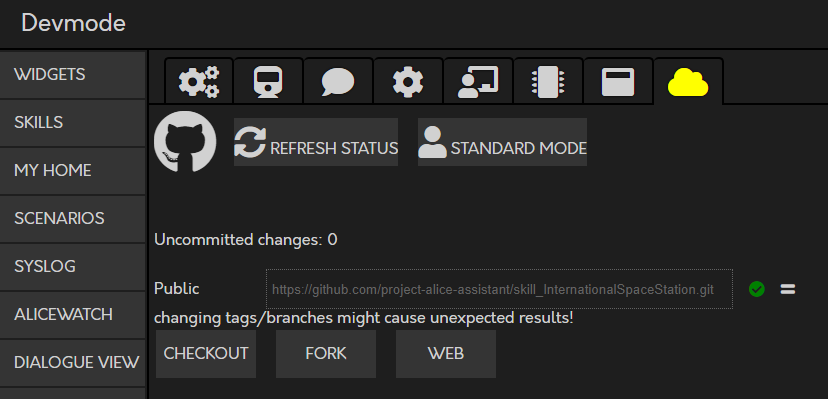 Devmode
WIDGETS
SKILLS
MY HOME
SCENARIOS
SYSLOG
ALICEWATCH
DIALOGUE VIEW
REFRESH STATUS
STANDARD MODE
Uncommitted changes: 0
Public
https://github.com/project-alice-assistant/skill_InternationalSpaceStation.git
changing tags/branches might cause unexpected results!
CHECKOUT
FORK
WEB